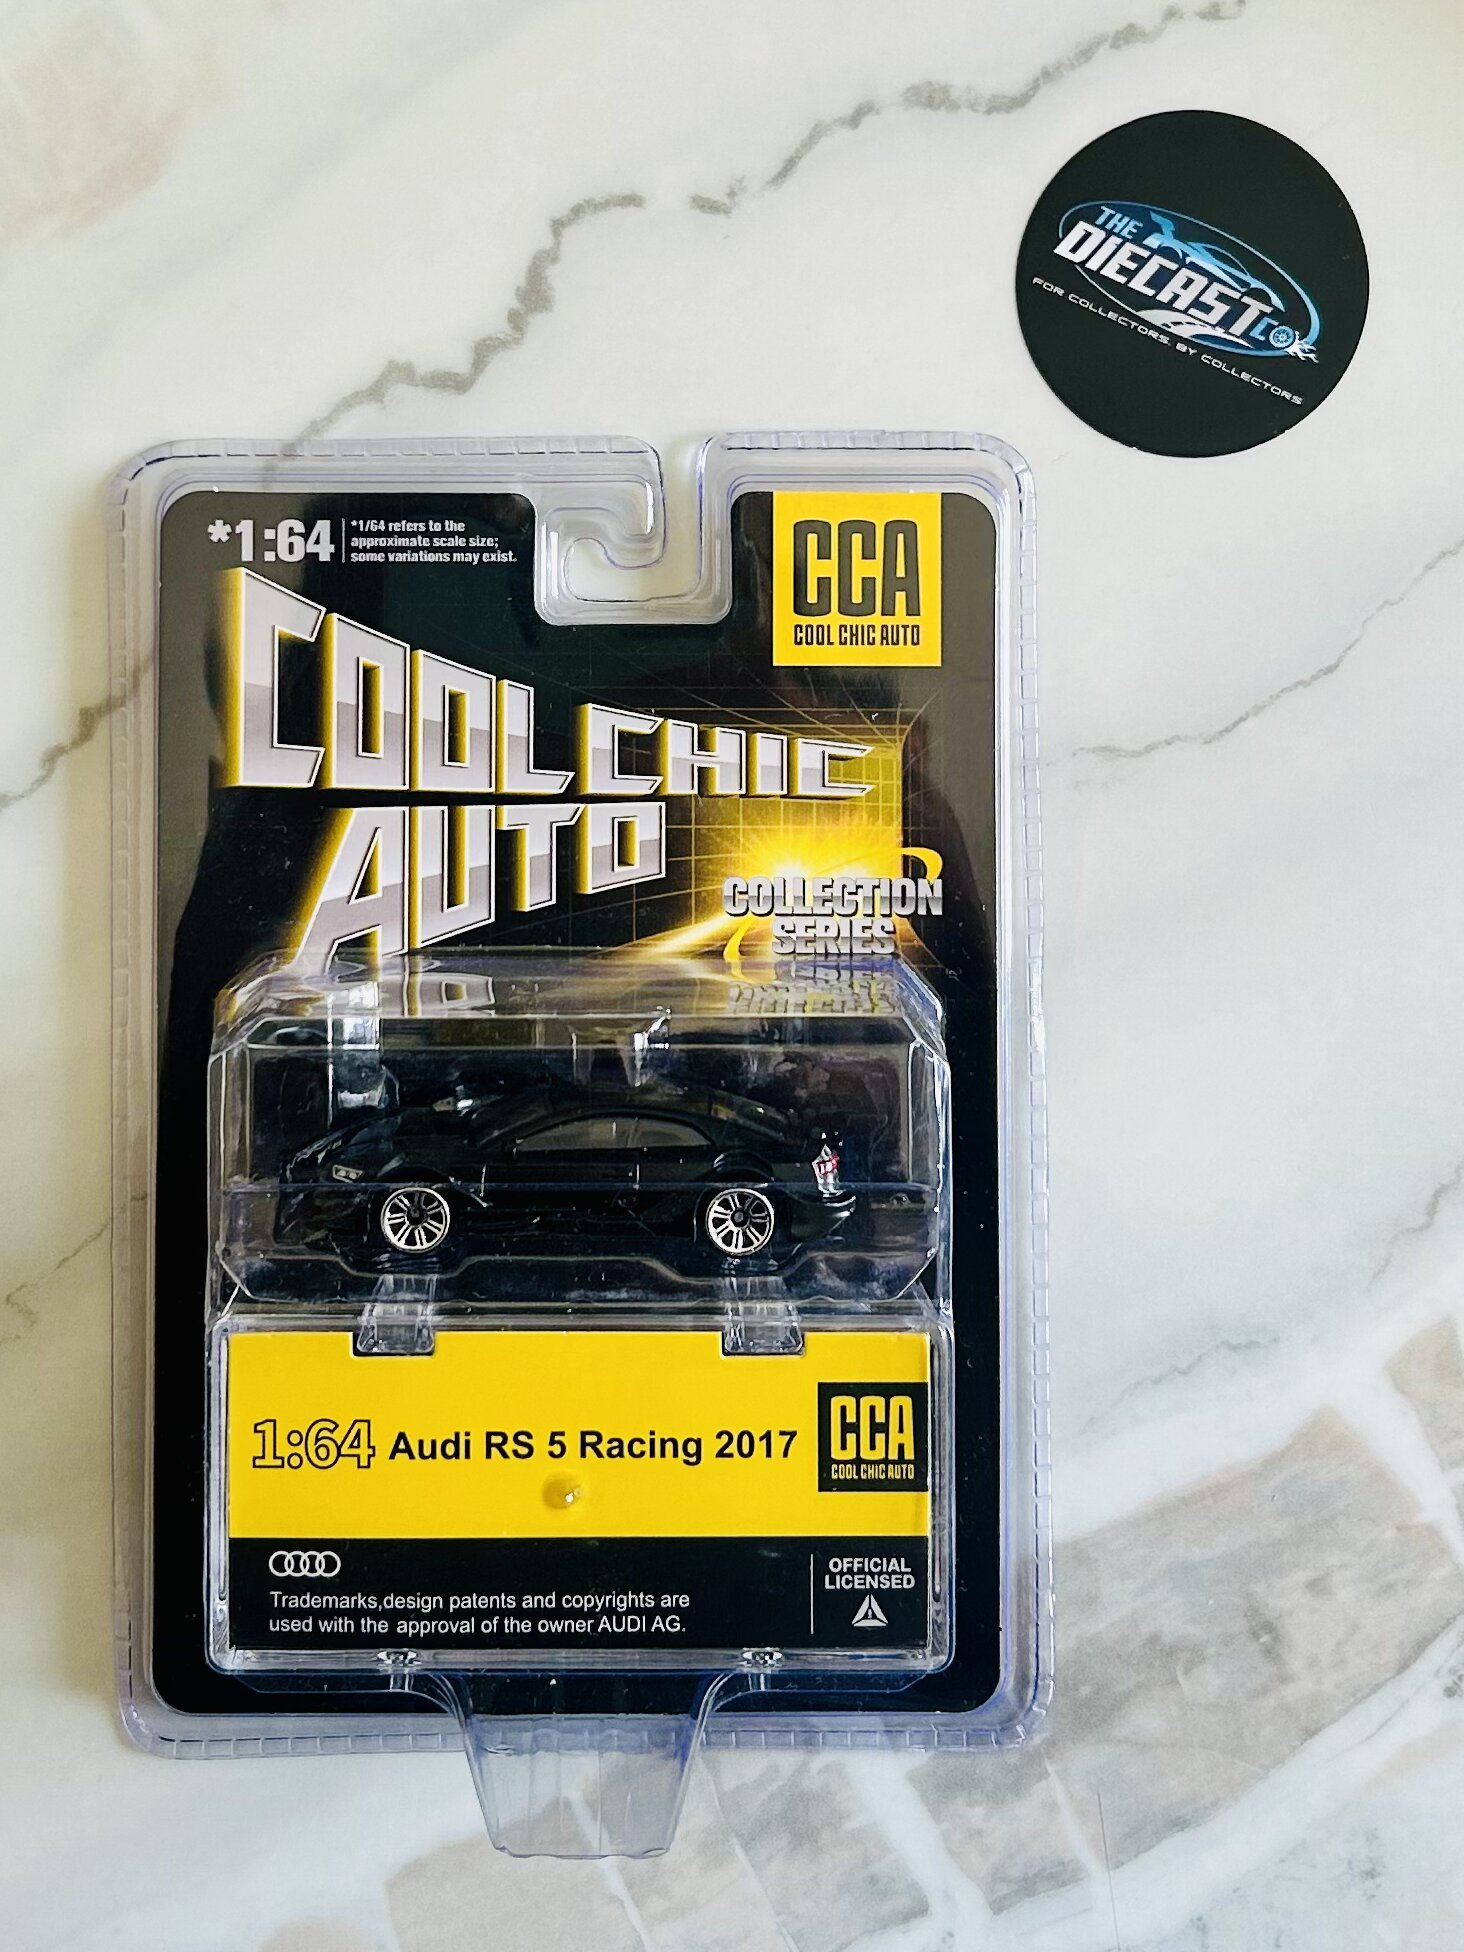 THE
DIECAST
CO
FOR COLLECTORS, BY COLLECTORS
*1:64
*1/64 refers to the
approximate scale size;
some variations may exist.
CCA
COOL CHIC AUTO
COOL CHIC
AUTO
COLLECTION
SERIES
1:64 Audi RS 5 Racing 2017
CCA
COOL CHIC AUTO
Trademarks,design patents and copyrights are
used with the approval of the owner AUDI AG.
OFFICIAL
LICENSED